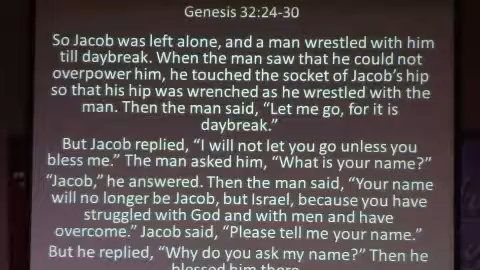 Genesis 32:24-30
So Jacob was left alone, and a man wrestled with him
till daybreak. When the man saw that he could not
overpower him, he touched the socket of Jacob's hip
so that his hip was wrenched as he wrestled with the
man. Then the man said, “Let me go, for it is
daybreak.”
But Jacob replied, “I will not let you go unless you
bless me.” The man asked him, “What is your name?”
“Jacob,” he answered. Then the man said, “Your name
will no longer be Jacob, but Israel, because you have
struggled with God and with men and have
overcome.” Jacob said, “Please tell me your name.”
But he replied, “Why do you ask my name?” Then he
blessed him there